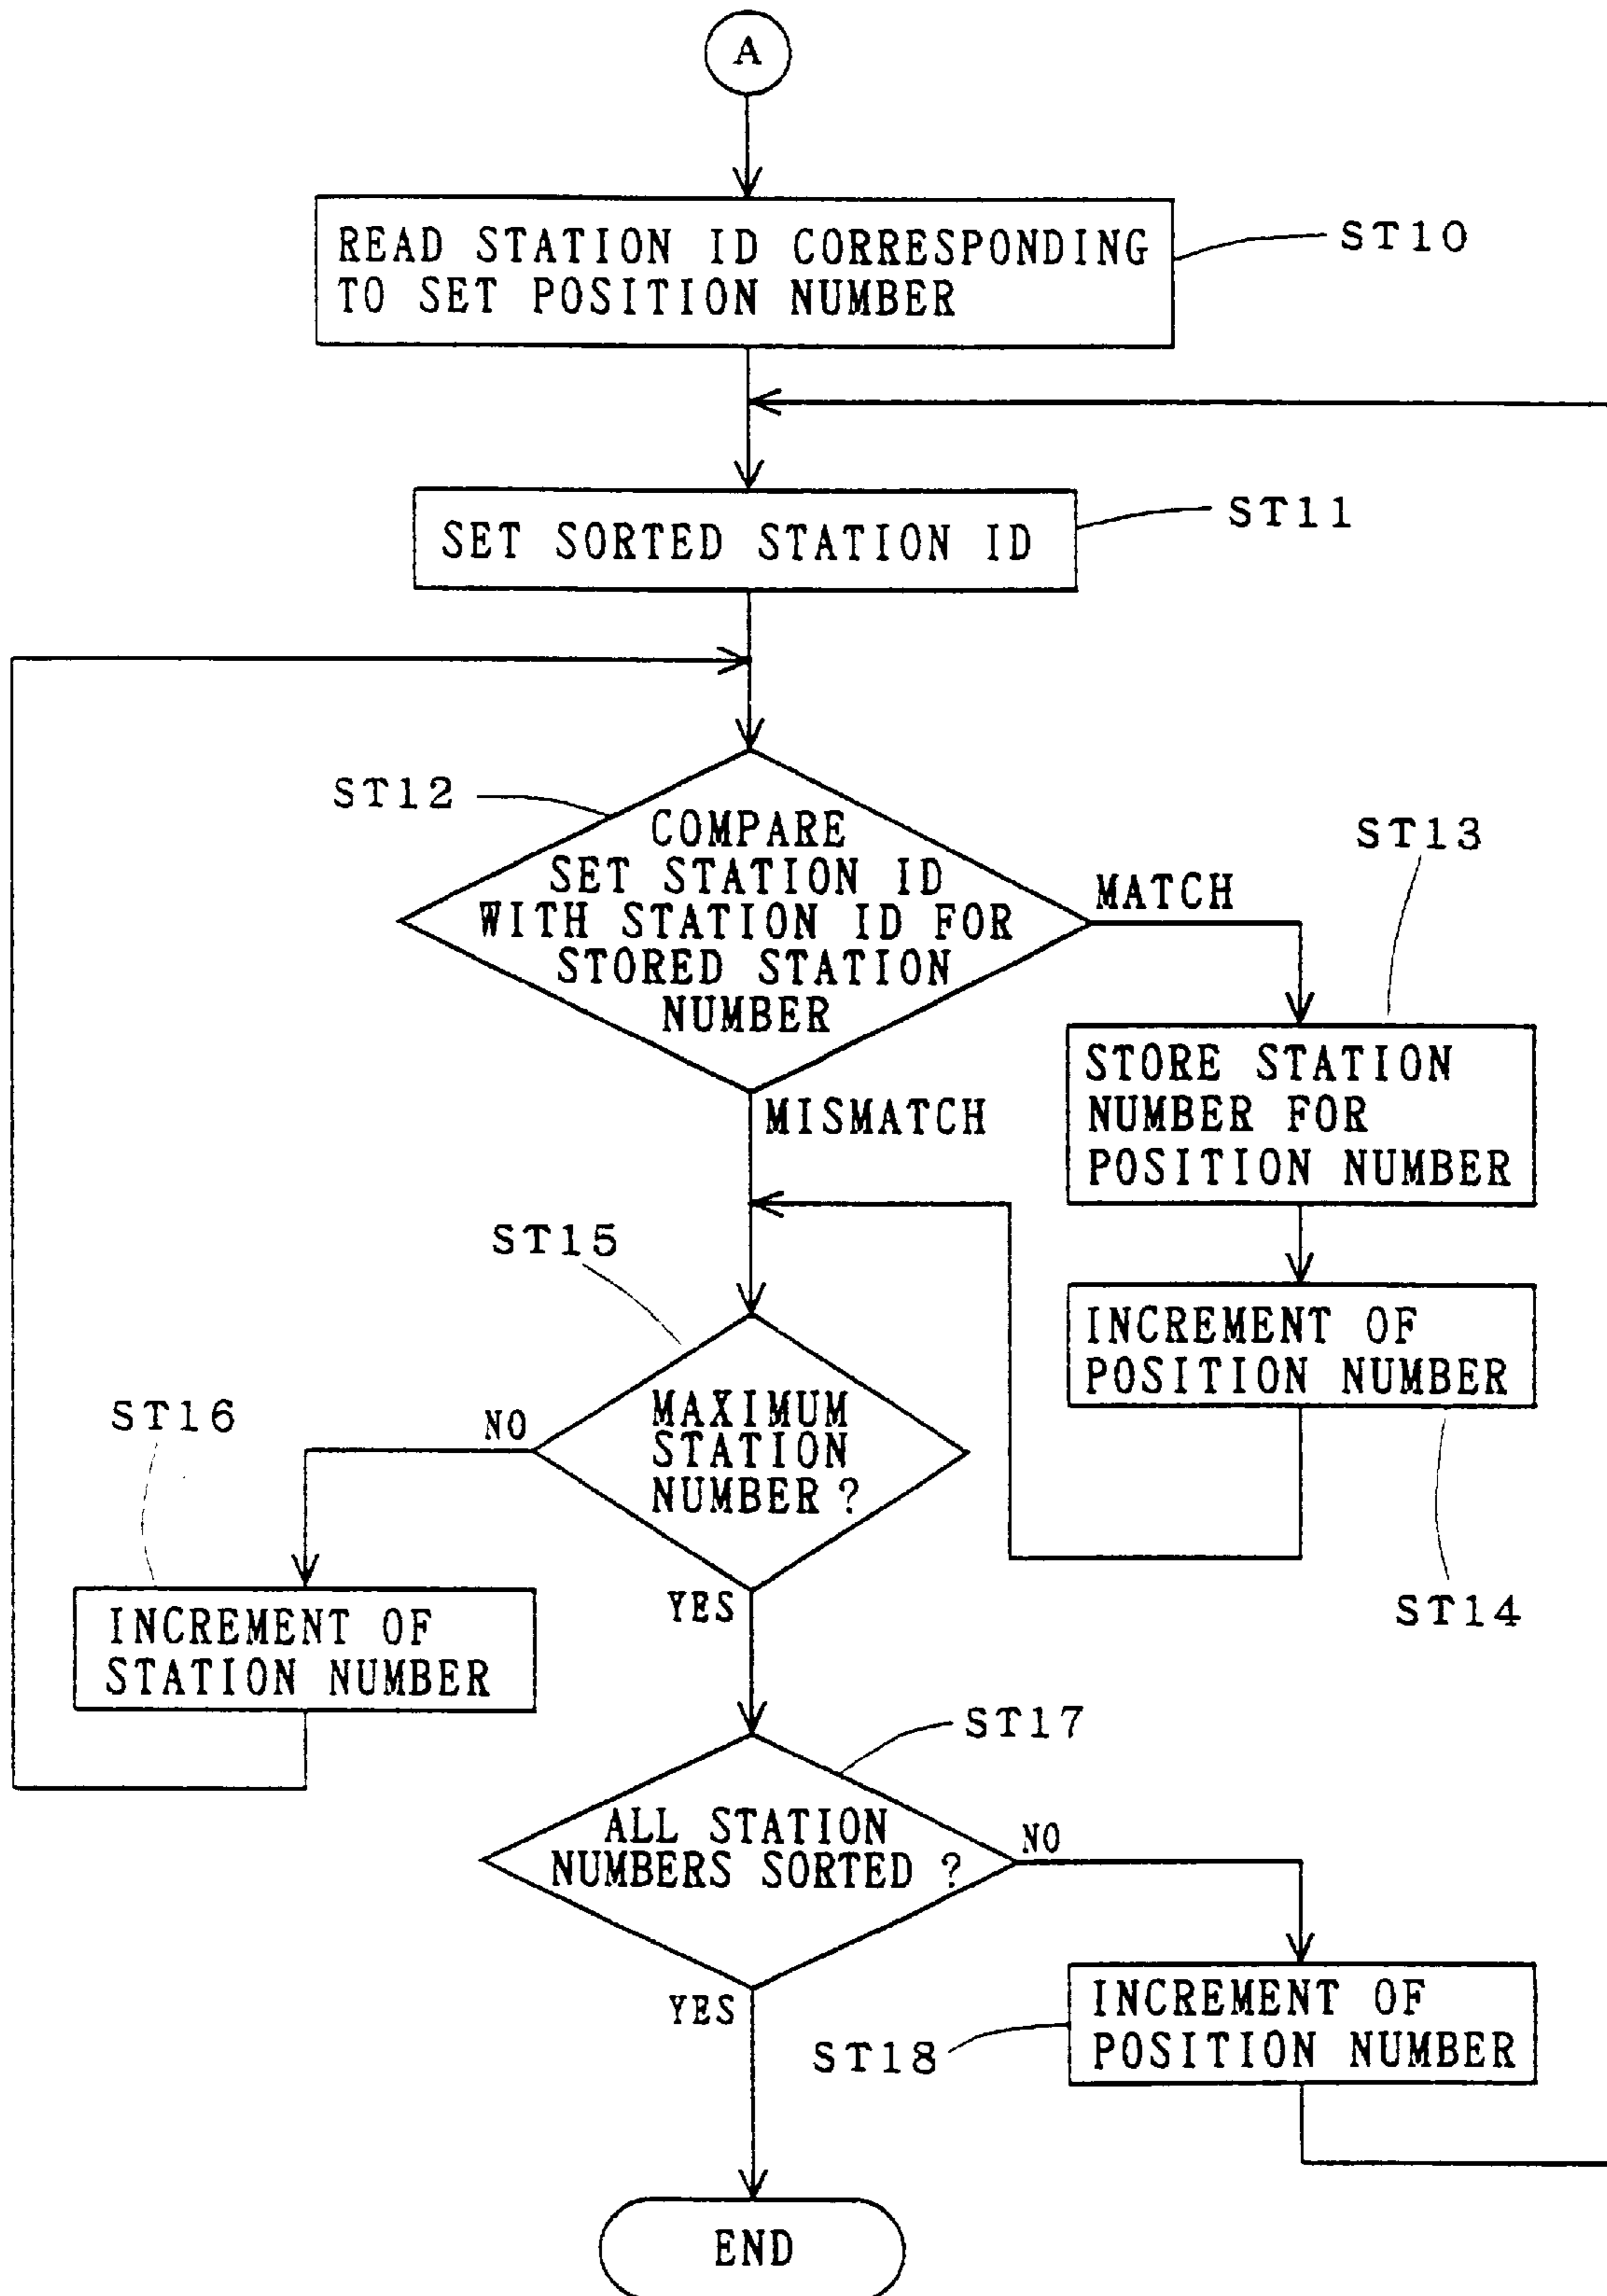 A
READ STATION ID CORRESPONDING
TO SET POSITION NUMBER
ST10
SET SORTED STATION ID
ST11
ST12
COMPARE
SET STATION ID
WITH STATION ID FOR
STORED STATION
NUMBER
MATCH
ST13
STORE STATION
NUMBER FOR
POSITION NUMBER
MISMATCH
INCREMENT OF
POSITION NUMBER
ST14
ST15
MAXIMUM
STATION
NUMBER ?
NO
ST16
INCREMENT OF
STATION NUMBER
YES
ST17
ALL STATION
NUMBERS SORTED ?
NO
INCREMENT OF
POSITION NUMBER
ST18
YES
END